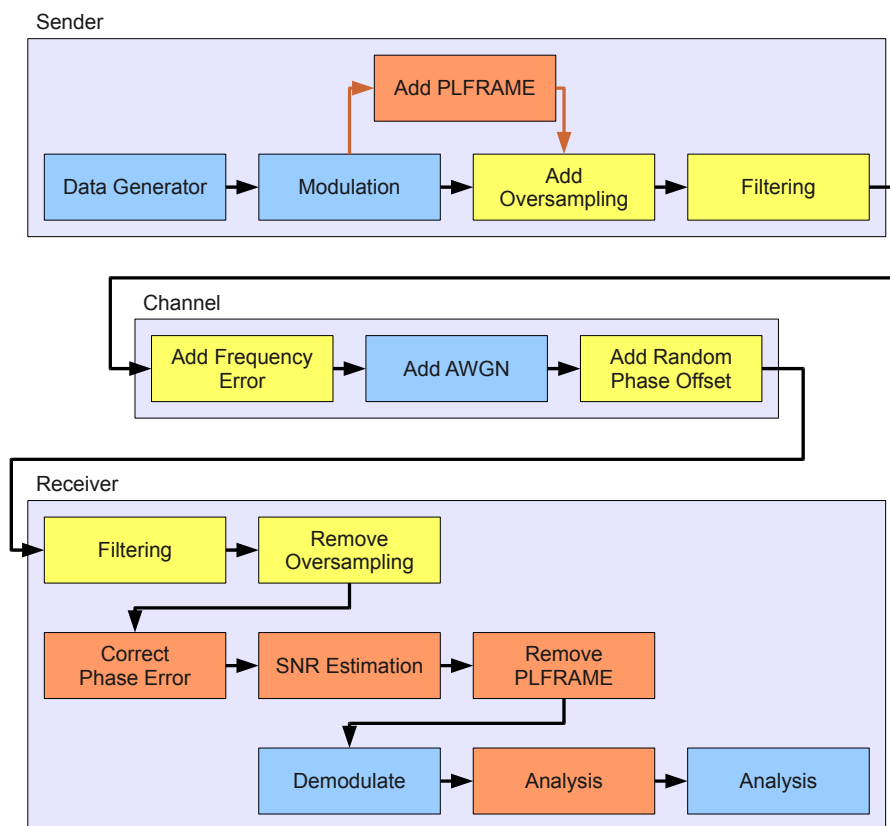 Sender
Add PLFRAME
Data Generator
Modulation
Add
Oversampling
Filtering
Channel
Add Frequency
Error
Add AWGN
Add Random
Phase Offset
Receiver
Filtering
Remove
Oversampling
Correct
Phase Error
SNR Estimation
Remove
PLFRAME
Demodulate
Analysis
Analysis